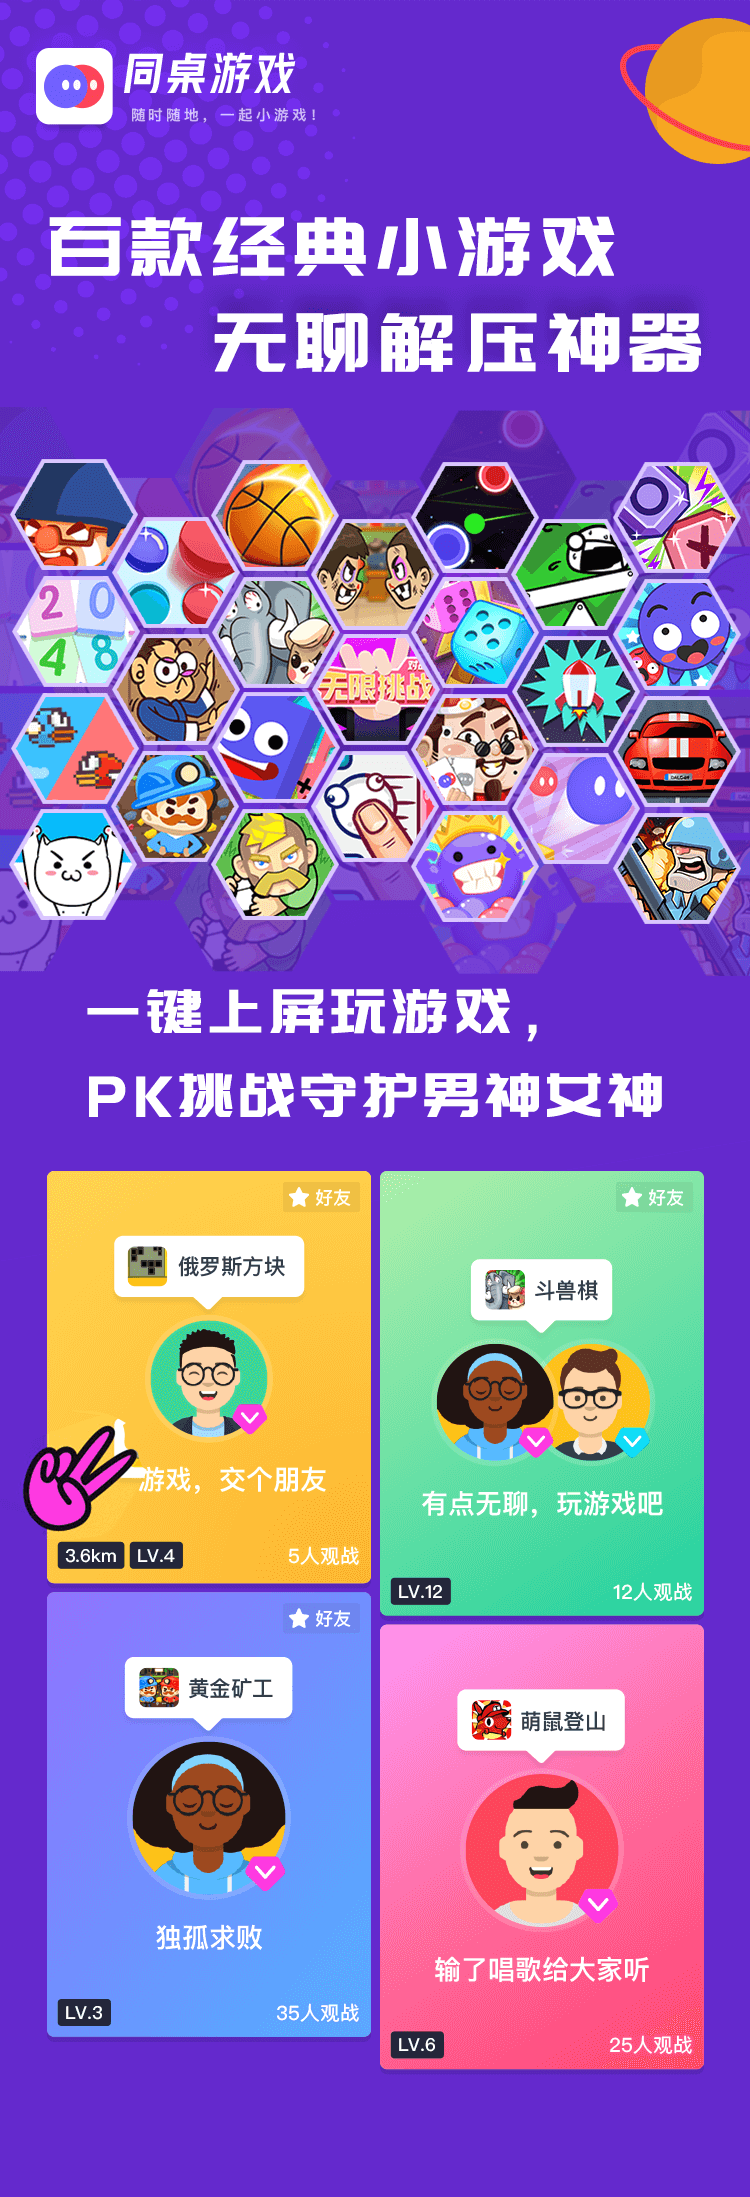 同桌游戏
随时随地，一起小游戏！
百款经典小游戏
无聊解压神器
2 0
4 8
对战
无限挑战
一键上屏玩游戏，
PK挑战守护男神女神
好友
俄罗斯方块
游戏，交个朋友
3.6km LV.4 5人观战
好友
斗兽棋
有点无聊，玩游戏吧
LV.12 12人观战
好友
黄金矿工
独孤求败
LV.3 35人观战
萌鼠登山
输了唱歌给大家听
LV.6 25人观战